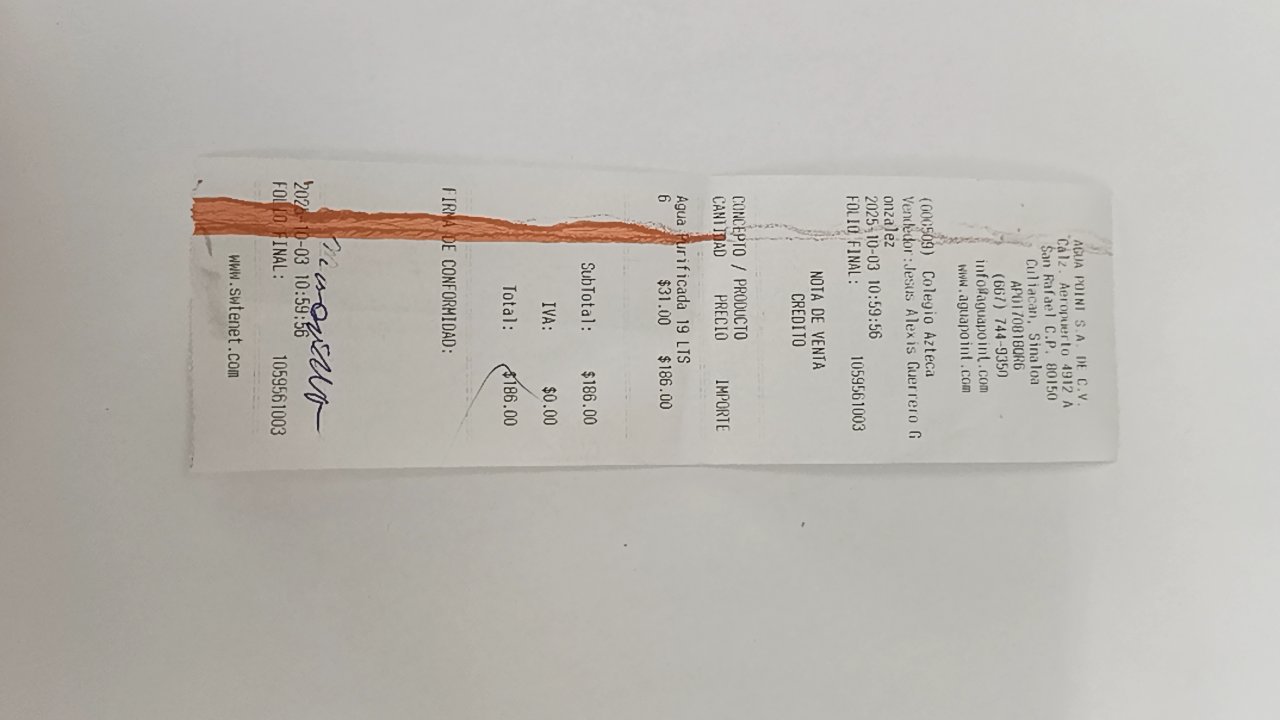 AGUA POINT S.A. DE C.V.
Calz. Aeropuerto 4912 A
San Rafael C.P. 80150
Culiacan, Sinaloa
APO170818QR6
(667) 744-9350
info@aguapoint.com
www.aguapoint.com
(000509) Colegio Azteca
Vendedor:Jesus Alexis Guerrero G
onzalez
2025-10-03 10:59:56
FOLIO FINAL: 1059561003
NOTA DE VENTA
CREDITO
CONCEPTO / PRODUCTO
CANTIDAD PRECIO IMPORTE
Agua Purificada 19 LTS
6 $31.00 $186.00
SubTotal: $186.00
IVA: $0.00
Total: $186.00
FIRMA DE CONFORMIDAD:
2025-10-03 10:59:56
FOLIO FINAL: 1059561003
www.swtenet.com